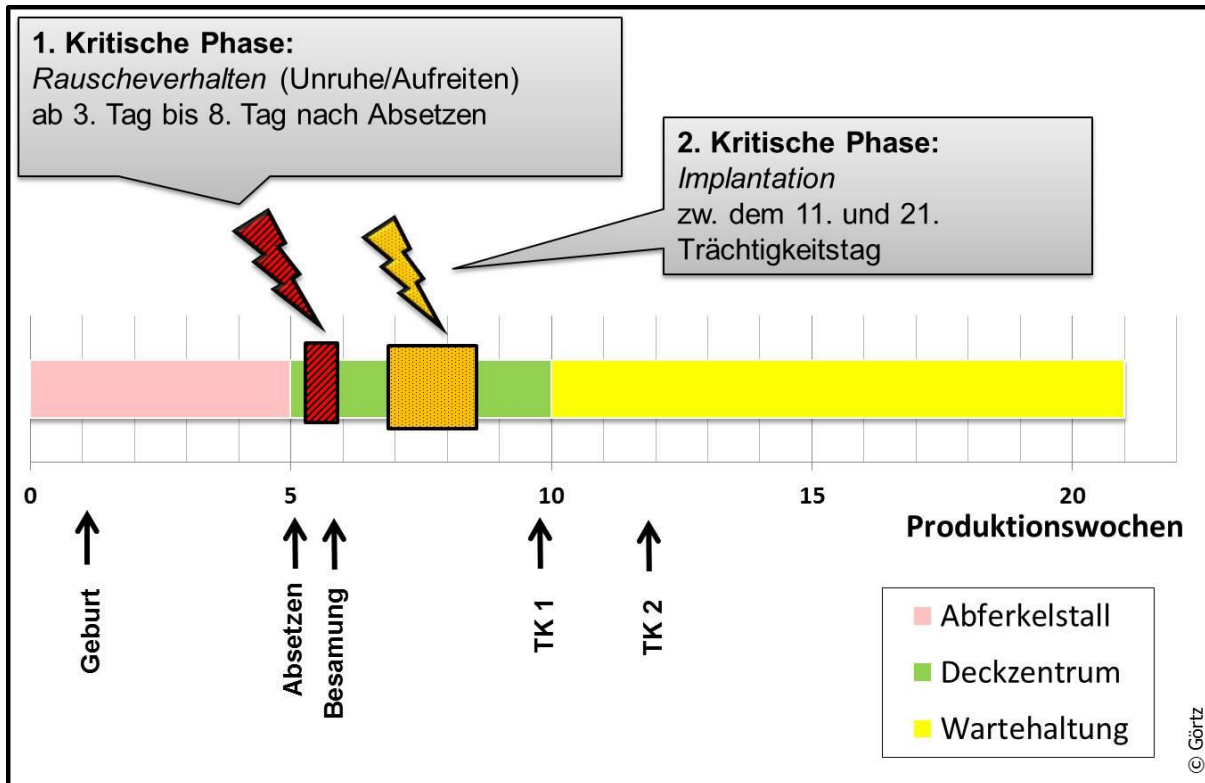 1. Kritische Phase:
Rauscheverhalten (Unruhe/Aufreiten)
ab 3. Tag bis 8. Tag nach Absetzen
2. Kritische Phase:
Implantation
zw. dem 11. und 21.
Trächtigkeitstag
0 5 10 15 20
Produktionswochen
Geburt
Absetzen
Besamung
TK 1
TK 2
Abferkelstall
Deckzentrum
Wartehaltung
© Görtz